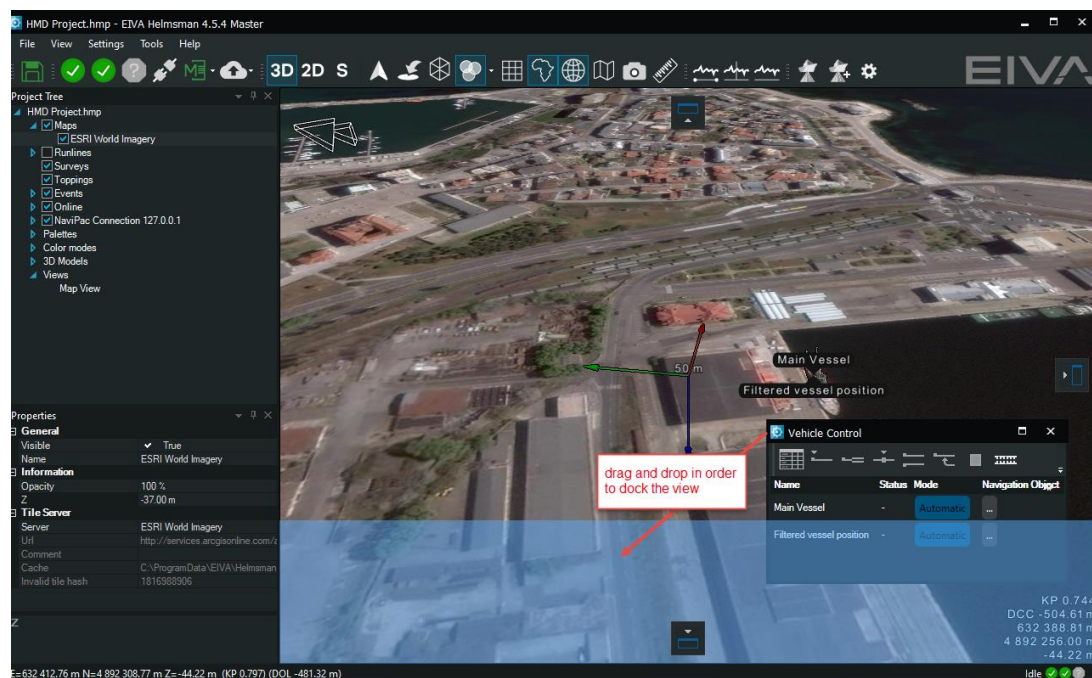 HMD Project.hmp - EIVA Helmsman 4.5.4 Master
File View Settings Tools Help
3D 2D S
EIVA
Project Tree
HMD Project.hmp
Maps
ESRI World Imagery
Runlines
Surveys
Toppings
Events
Online
NaviPac Connection 127.0.0.1
Palettes
Color modes
3D Models
Views
Map View
50 m
Main Vessel
Filtered vessel position
Properties
General
Visible True
Name ESRI World Imagery
Information
Opacity 100 %
Z -37.00 m
Tile Server
Server ESRI World Imagery
Url http://services.arcgisonline.com/a
Comment
Cache C:\ProgramData\EIVA\Helmsman
Invalid tile hash 1816988906
Z
drag and drop in order
to dock the view
Vehicle Control
Name Status Mode Navigation Object
Main Vessel - Automatic ...
Filtered vessel position - Automatic ...
KP 0.744
DCC -504.61 m
632 388.81 m
4 892 256.00 m
-44.22 m
E=632 412.76 m N=4 892 308.77 m Z=-44.22 m (KP 0.797) (DOL -481.32 m)
Idle